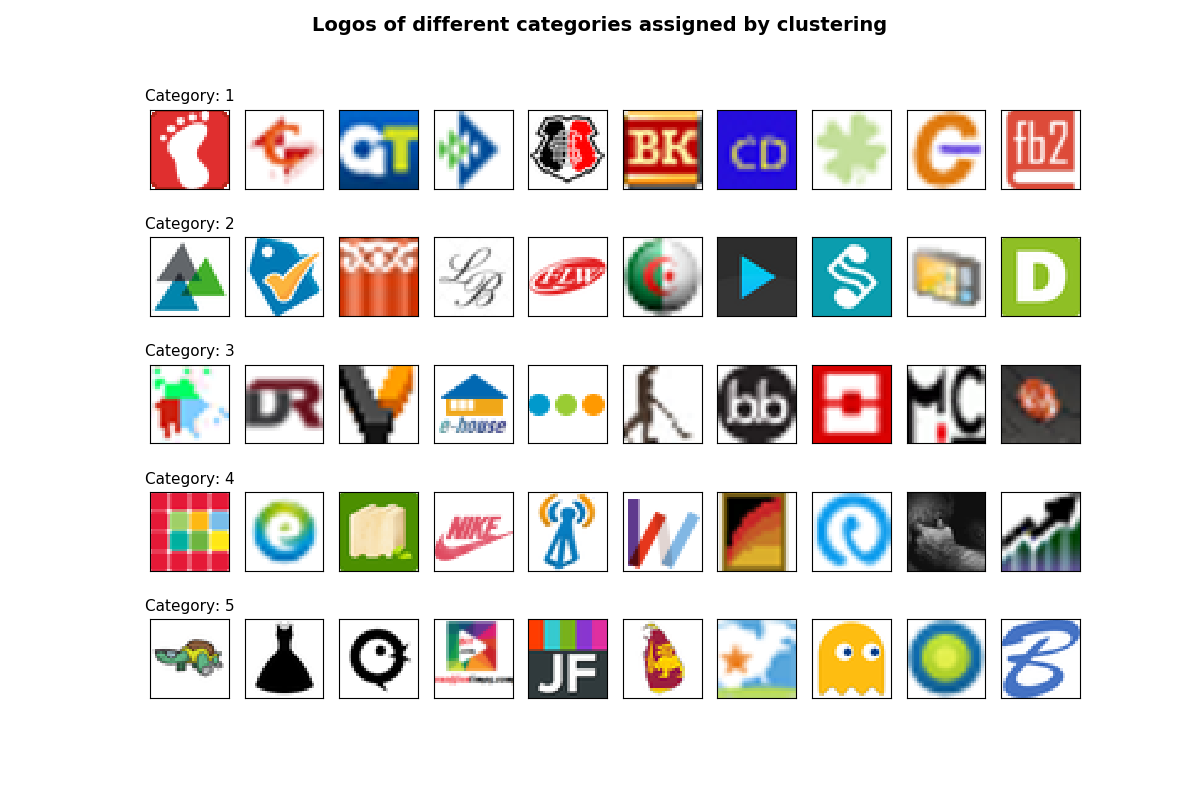 Logos of different categories assigned by clustering
Category: 1
GT
BK
CD
fb2
Category: 2
LB
FLW
D
Category: 3
DR
V
e-house
bb
MC
Category: 4
e
NIKE
Category: 5
JF
B